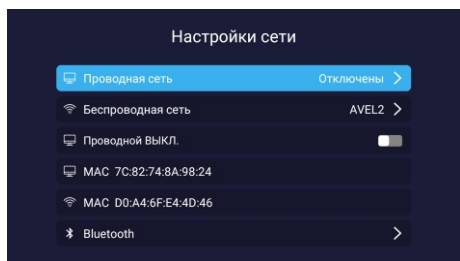 Настройки сети
Проводная сеть Отключены
Беспроводная сеть AVEL2
Проводной ВЫКЛ.
MAC 7C:82:74:8A:98:24
MAC D0:A4:6F:E4:4D:46
Bluetooth